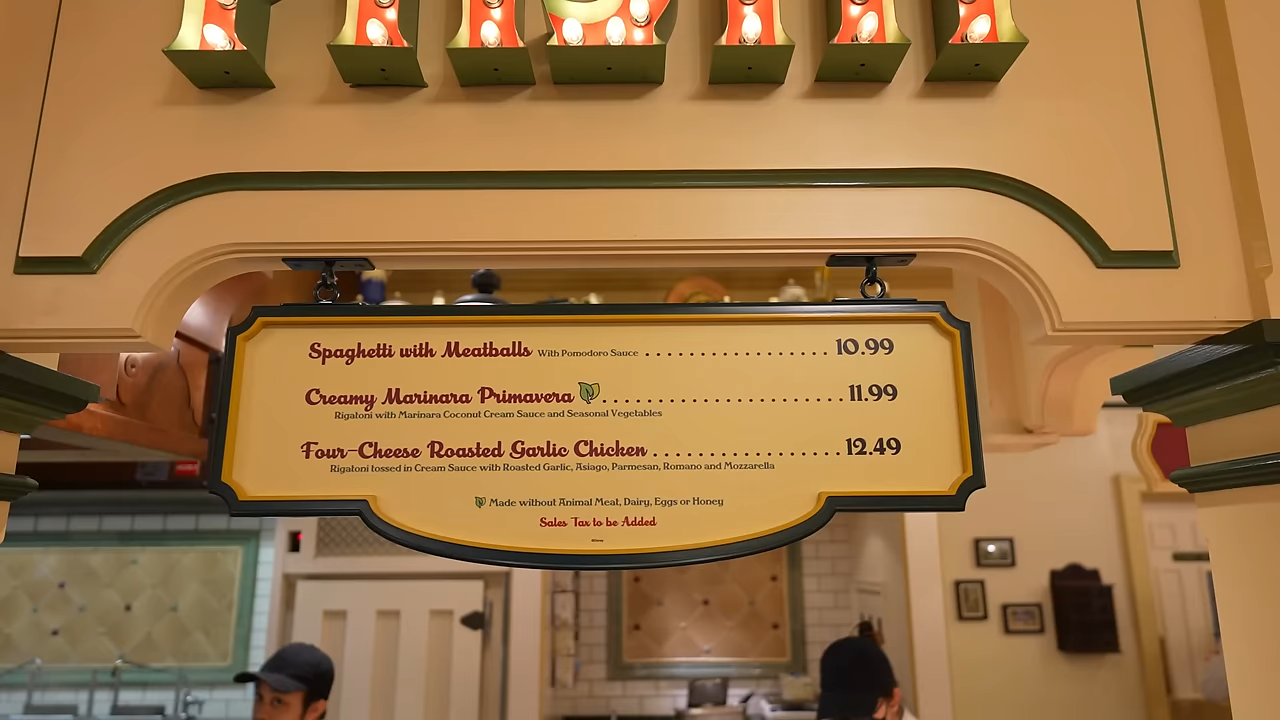 Spaghetti with Meatballs With Pomodoro Sauce . . . . . . . . . . . . . . . . . . 10.99
Creamy Marinara Primavera . . . . . . . . . . . . . . . . . . . . . . . . 11.99
Rigatoni with Marinara Coconut Cream Sauce and Seasonal Vegetables
Four-Cheese Roasted Garlic Chicken . . . . . . . . . . . . . . . . . . 12.49
Rigatoni tossed in Cream Sauce with Roasted Garlic, Asiago, Parmesan, Romano and Mozzarella
Made without Animal Meat, Dairy, Eggs or Honey
Sales Tax to be Added
©Disney